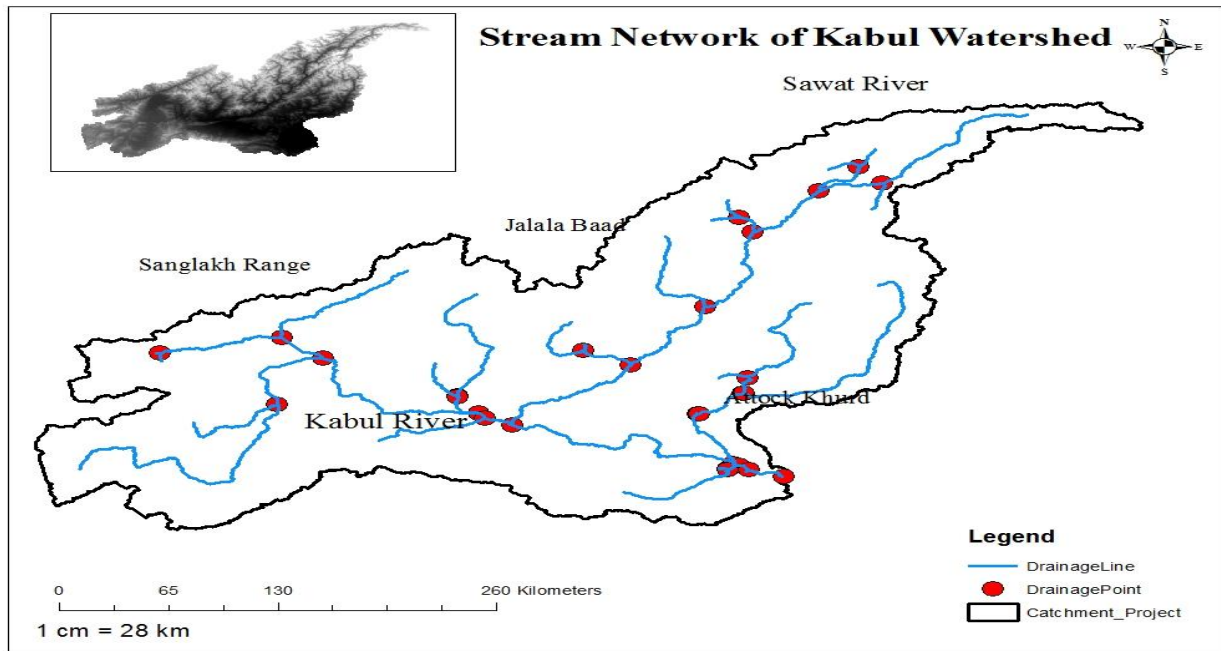 Stream Network of Kabul Watershed
N
W E
S
Sawat River
Jalala Baad
Sanglakh Range
Kabul River
Attock Khurd
Legend
DrainageLine
DrainagePoint
Catchment_Project
0 65 130 260 Kilometers
1 cm = 28 km